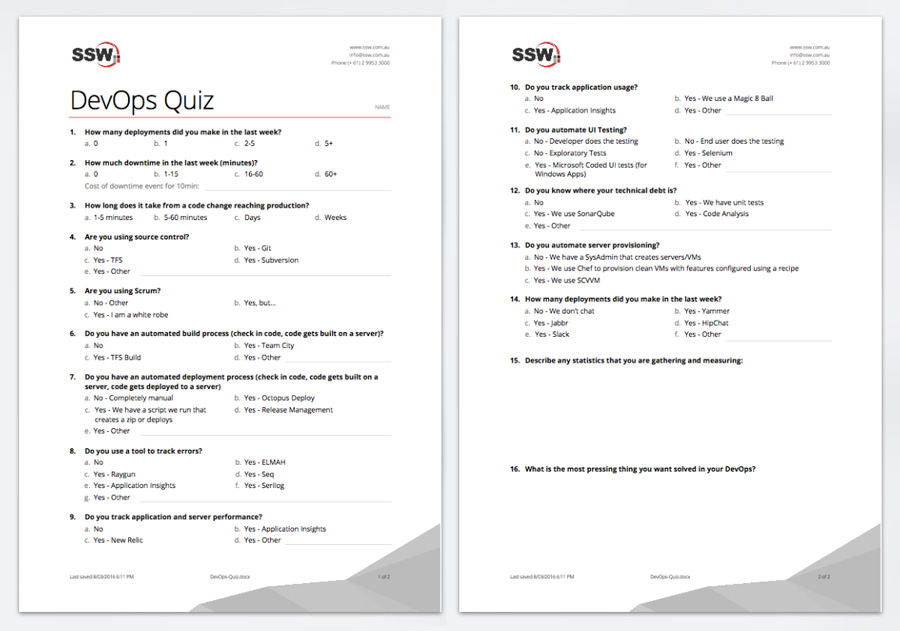 SSW
www.ssw.com.au
info@ssw.com.au
Phone (+ 61) 2 9953 3000
DevOps Quiz
NAME
1. How many deployments did you make in the last week?
a. 0 b. 1 c. 2-5 d. 5+
2. How much downtime in the last week (minutes)?
a. 0 b. 1-15 c. 16-60 d. 60+
Cost of downtime event for 10min:
3. How long does it take from a code change reaching production?
a. 1-5 minutes b. 5-60 minutes c. Days d. Weeks
4. Are you using source control?
a. No b. Yes - Git
c. Yes - TFS d. Yes - Subversion
e. Yes - Other
5. Are you using Scrum?
a. No - Other b. Yes, but...
c. Yes - I am a white robe
6. Do you have an automated build process (check in code, code gets built on a server)?
a. No b. Yes - Team City
c. Yes - TFS Build d. Yes - Other
7. Do you have an automated deployment process (check in code, code gets built on a
server, code gets deployed to a server)
a. No - Completely manual b. Yes - Octopus Deploy
c. Yes - We have a script we run that d. Yes - Release Management
creates a zip or deploys
e. Yes - Other
8. Do you use a tool to track errors?
a. No b. Yes - ELMAH
c. Yes - Raygun d. Yes - Seq
e. Yes - Application Insights f. Yes - Serilog
g. Yes - Other
9. Do you track application and server performance?
a. No b. Yes - Application Insights
c. Yes - New Relic d. Yes - Other
Last saved:8/03/2016 6:11 PM DevOps-Quiz.docx 1 of 2
SSW
www.ssw.com.au
info@ssw.com.au
Phone (+ 61) 2 9953 3000
10. Do you track application usage?
a. No b. Yes - We use a Magic 8 Ball
c. Yes - Application Insights d. Yes - Other
11. Do you automate UI Testing?
a. No - Developer does the testing b. No - End user does the testing
c. No - Exploratory Tests d. Yes - Selenium
e. Yes - Microsoft Coded UI tests (for f. Yes - Other
Windows Apps)
12. Do you know where your technical debt is?
a. No b. Yes - We have unit tests
c. Yes - We use SonarQube d. Yes - Code Analysis
e. Yes - Other
13. Do you automate server provisioning?
a. No - We have a SysAdmin that creates servers/VMs
b. Yes - We use Chef to provision clean VMs with features configured using a recipe
c. Yes - We use SCVVM
14. How many deployments did you make in the last week?
a. No - We don't chat b. Yes - Yammer
c. Yes - Jabbr d. Yes - HipChat
e. Yes - Slack f. Yes - Other
15. Describe any statistics that you are gathering and measuring:
16. What is the most pressing thing you want solved in your DevOps?
Last saved:8/03/2016 6:11 PM DevOps-Quiz.docx 2 of 2